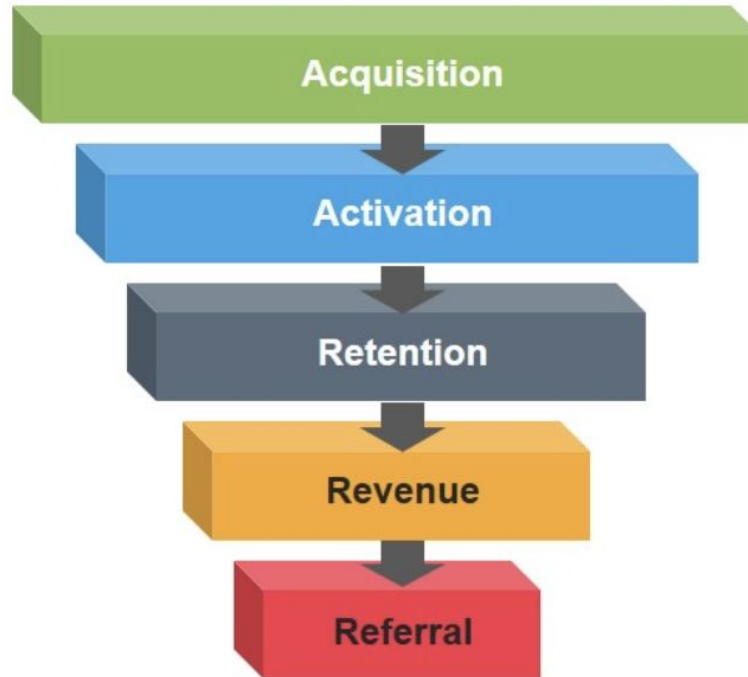 Acquisition
Activation
Retention
Revenue
Referral